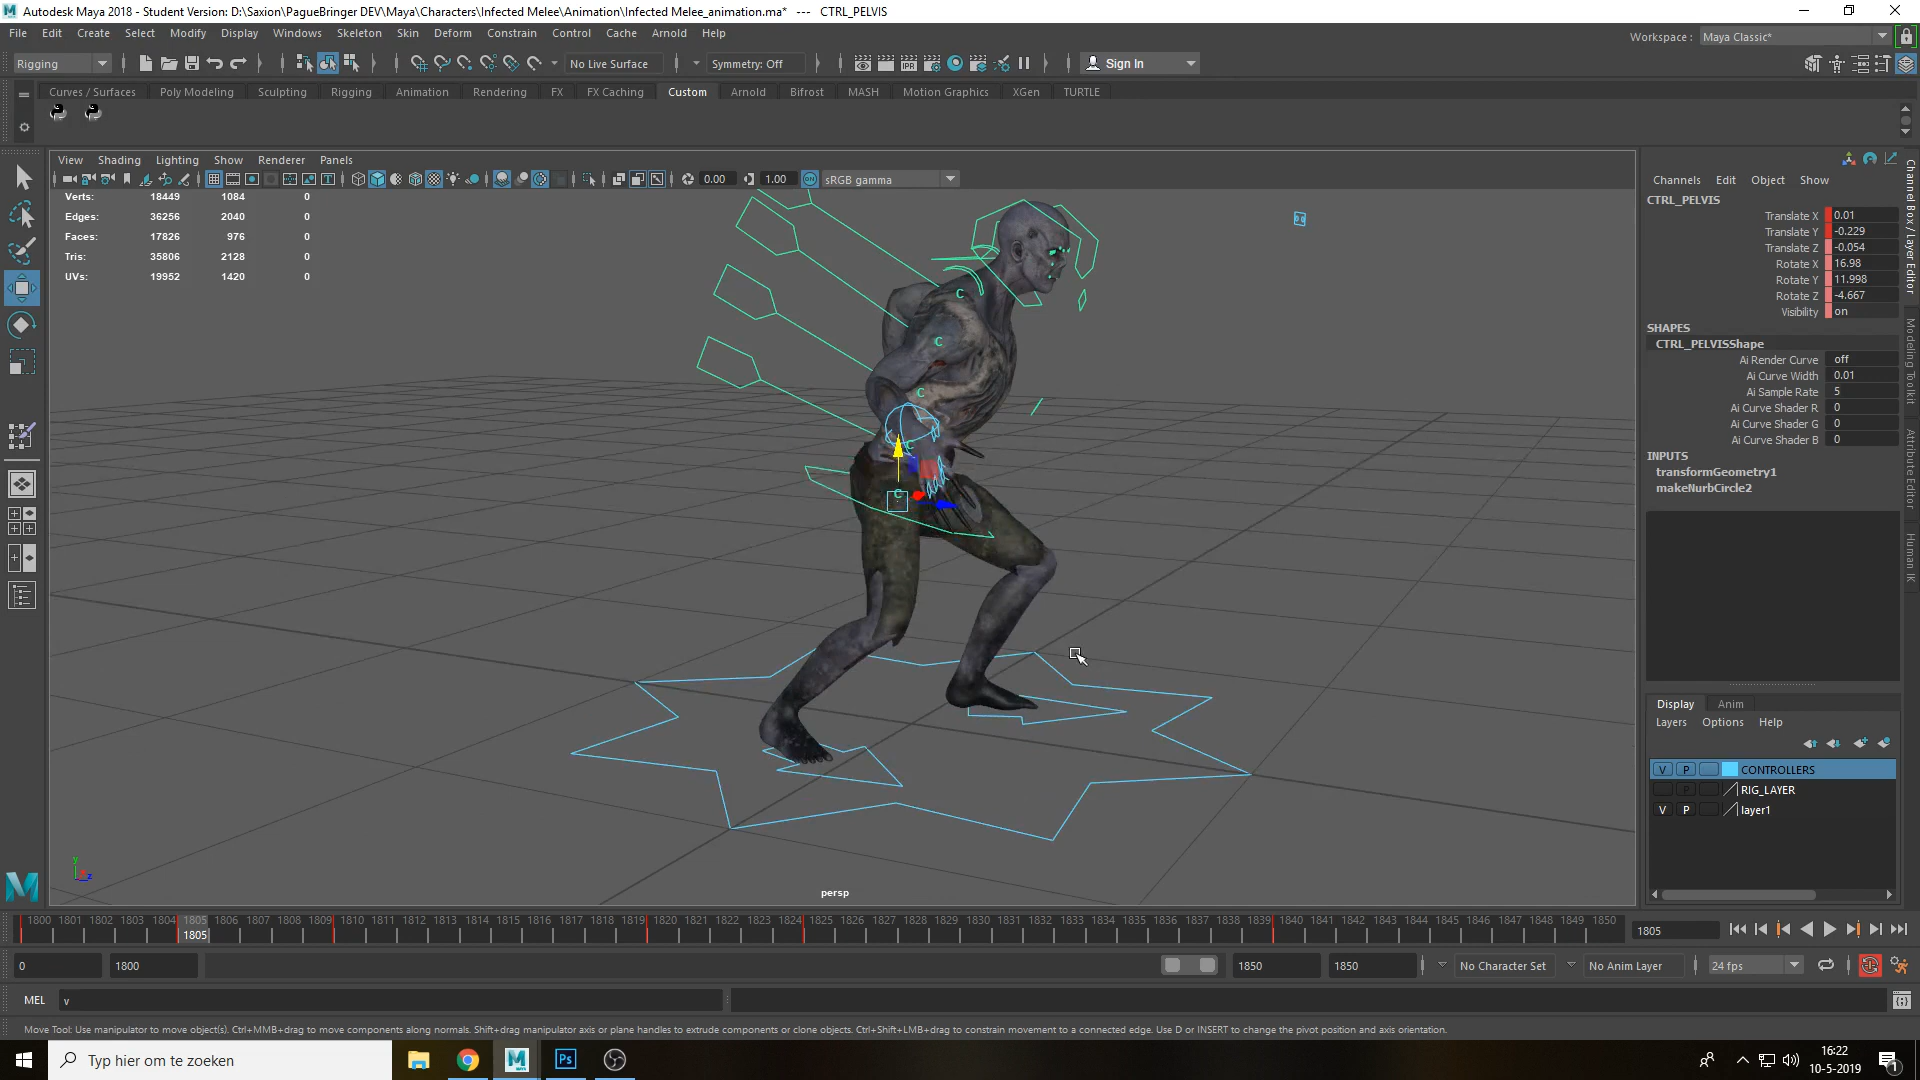 Autodesk Maya 2018 - Student Version: D:\Saxion\PagueBringer DEV\Maya\Characters\Infected Melee\Animation\Infected Melee_animation.ma* --- CTRL_PELVIS
File Edit Create Select Modify Display Windows Skeleton Skin Deform Constrain Control Cache Arnold Help
Workspace : Maya Classic*
Rigging No Live Surface Symmetry: Off Sign In
Curves / Surfaces Poly Modeling Sculpting Rigging Animation Rendering FX FX Caching Custom Arnold Bifrost MASH Motion Graphics XGen TURTLE
View Shading Lighting Show Renderer Panels
0.00 1.00 sRGB gamma
Verts: 18449 1084 0
Edges: 36256 2040 0
Faces: 17826 976 0
Tris: 35806 2128 0
UVs: 19952 1420 0
C
C
C
C
C
persp
y
z
Channels Edit Object Show
CTRL_PELVIS
Translate X 0.01
Translate Y -0.229
Translate Z -0.054
Rotate X 16.98
Rotate Y 11.998
Rotate Z -4.667
Visibility on
SHAPES
CTRL_PELVISShape
Ai Render Curve off
Ai Curve Width 0.01
Ai Sample Rate 5
Ai Curve Shader R 0
Ai Curve Shader G 0
Ai Curve Shader B 0
INPUTS
transformGeometry1
makeNurbCircle2
Channel Box / Layer Editor
Modeling Toolkit
Attribute Editor
Human IK
Display Anim
Layers Options Help
V P CONTROLLERS
P RIG_LAYER
V P layer1
1800 1801 1802 1803 1804 1805 1806 1807 1808 1809 1810 1811 1812 1813 1814 1815 1816 1817 1818 1819 1820 1821 1822 1823 1824 1825 1826 1827 1828 1829 1830 1831 1832 1833 1834 1835 1836 1837 1838 1839 1840 1841 1842 1843 1844 1845 1846 1847 1848 1849 1850
1805
1805
0 1800 1850 1850 No Character Set No Anim Layer 24 fps
MEL v
Move Tool: Use manipulator to move object(s). Ctrl+MMB+drag to move components along normals. Shift+drag manipulator axis or plane handles to extrude components or clone objects. Ctrl+Shift+LMB+drag to constrain movement to a connected edge. Use D or INSERT to change the pivot position and axis orientation.
Typ hier om te zoeken
16:22
10-5-2019
1